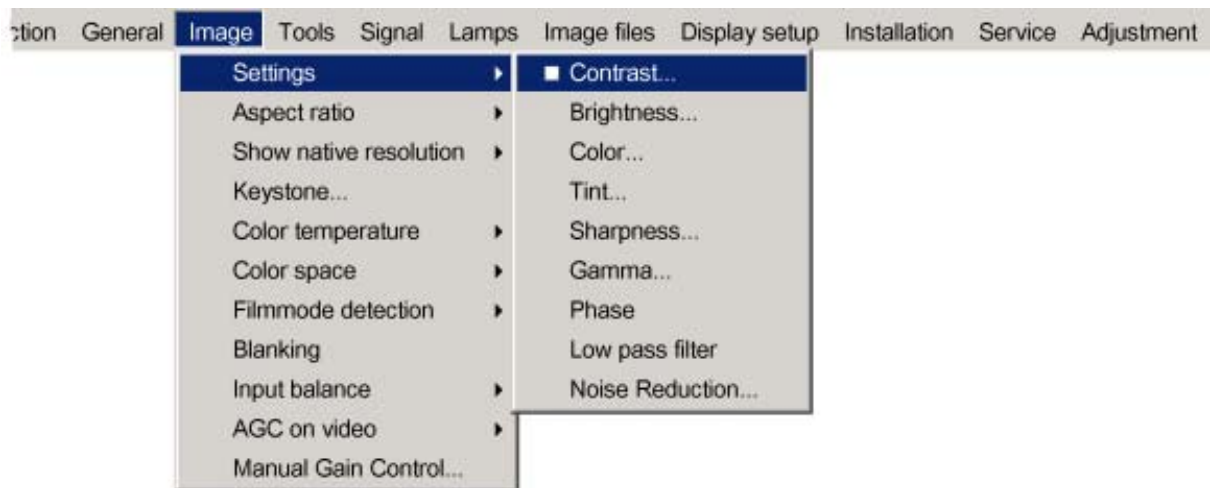 ction General Image Tools Signal Lamps Image files Display setup Installation Service Adjustment
Settings
Aspect ratio
Show native resolution
Keystone...
Color temperature
Color space
Filmmode detection
Blanking
Input balance
AGC on video
Manual Gain Control...
Contrast...
Brightness...
Color...
Tint...
Sharpness...
Gamma...
Phase
Low pass filter
Noise Reduction...